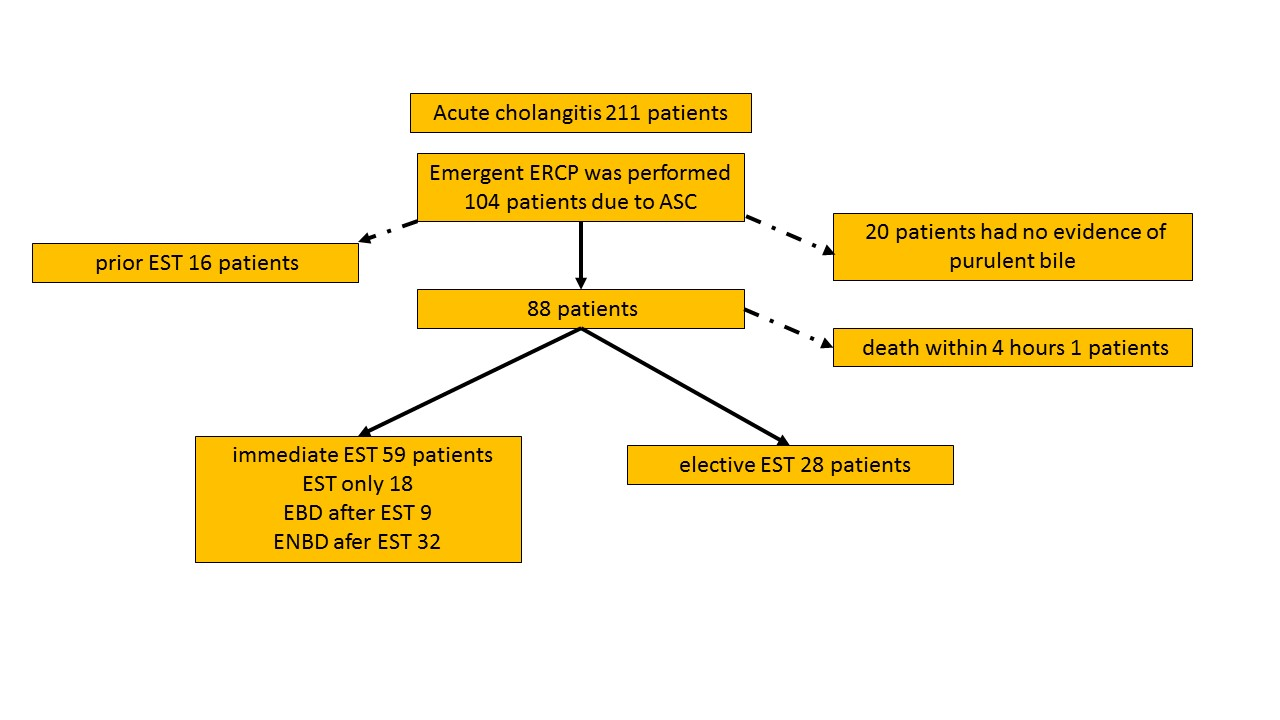 Acute cholangitis 211 patients
Emergent ERCP was performed
104 patients due to ASC
20 patients had no evidence of
purulent bile
prior EST 16 patients
88 patients
death within 4 hours 1 patients
immediate EST 59 patients
EST only 18
EBD after EST 9
ENBD afer EST 32
elective EST 28 patients